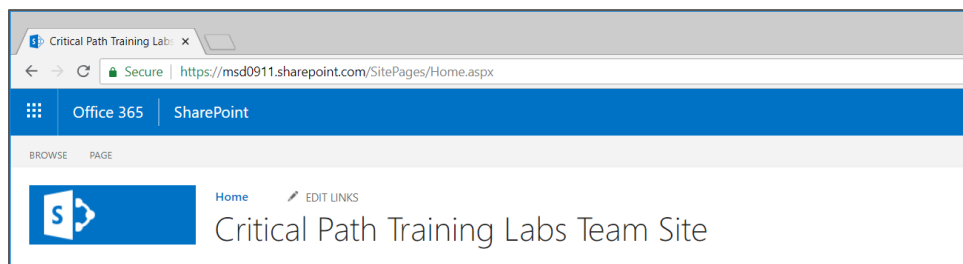 Critical Path Training Labs
Secure https://msd0911.sharepoint.com/SitePages/Home.aspx
Office 365 SharePoint
BROWSE PAGE
S
Home EDIT LINKS
Critical Path Training Labs Team Site